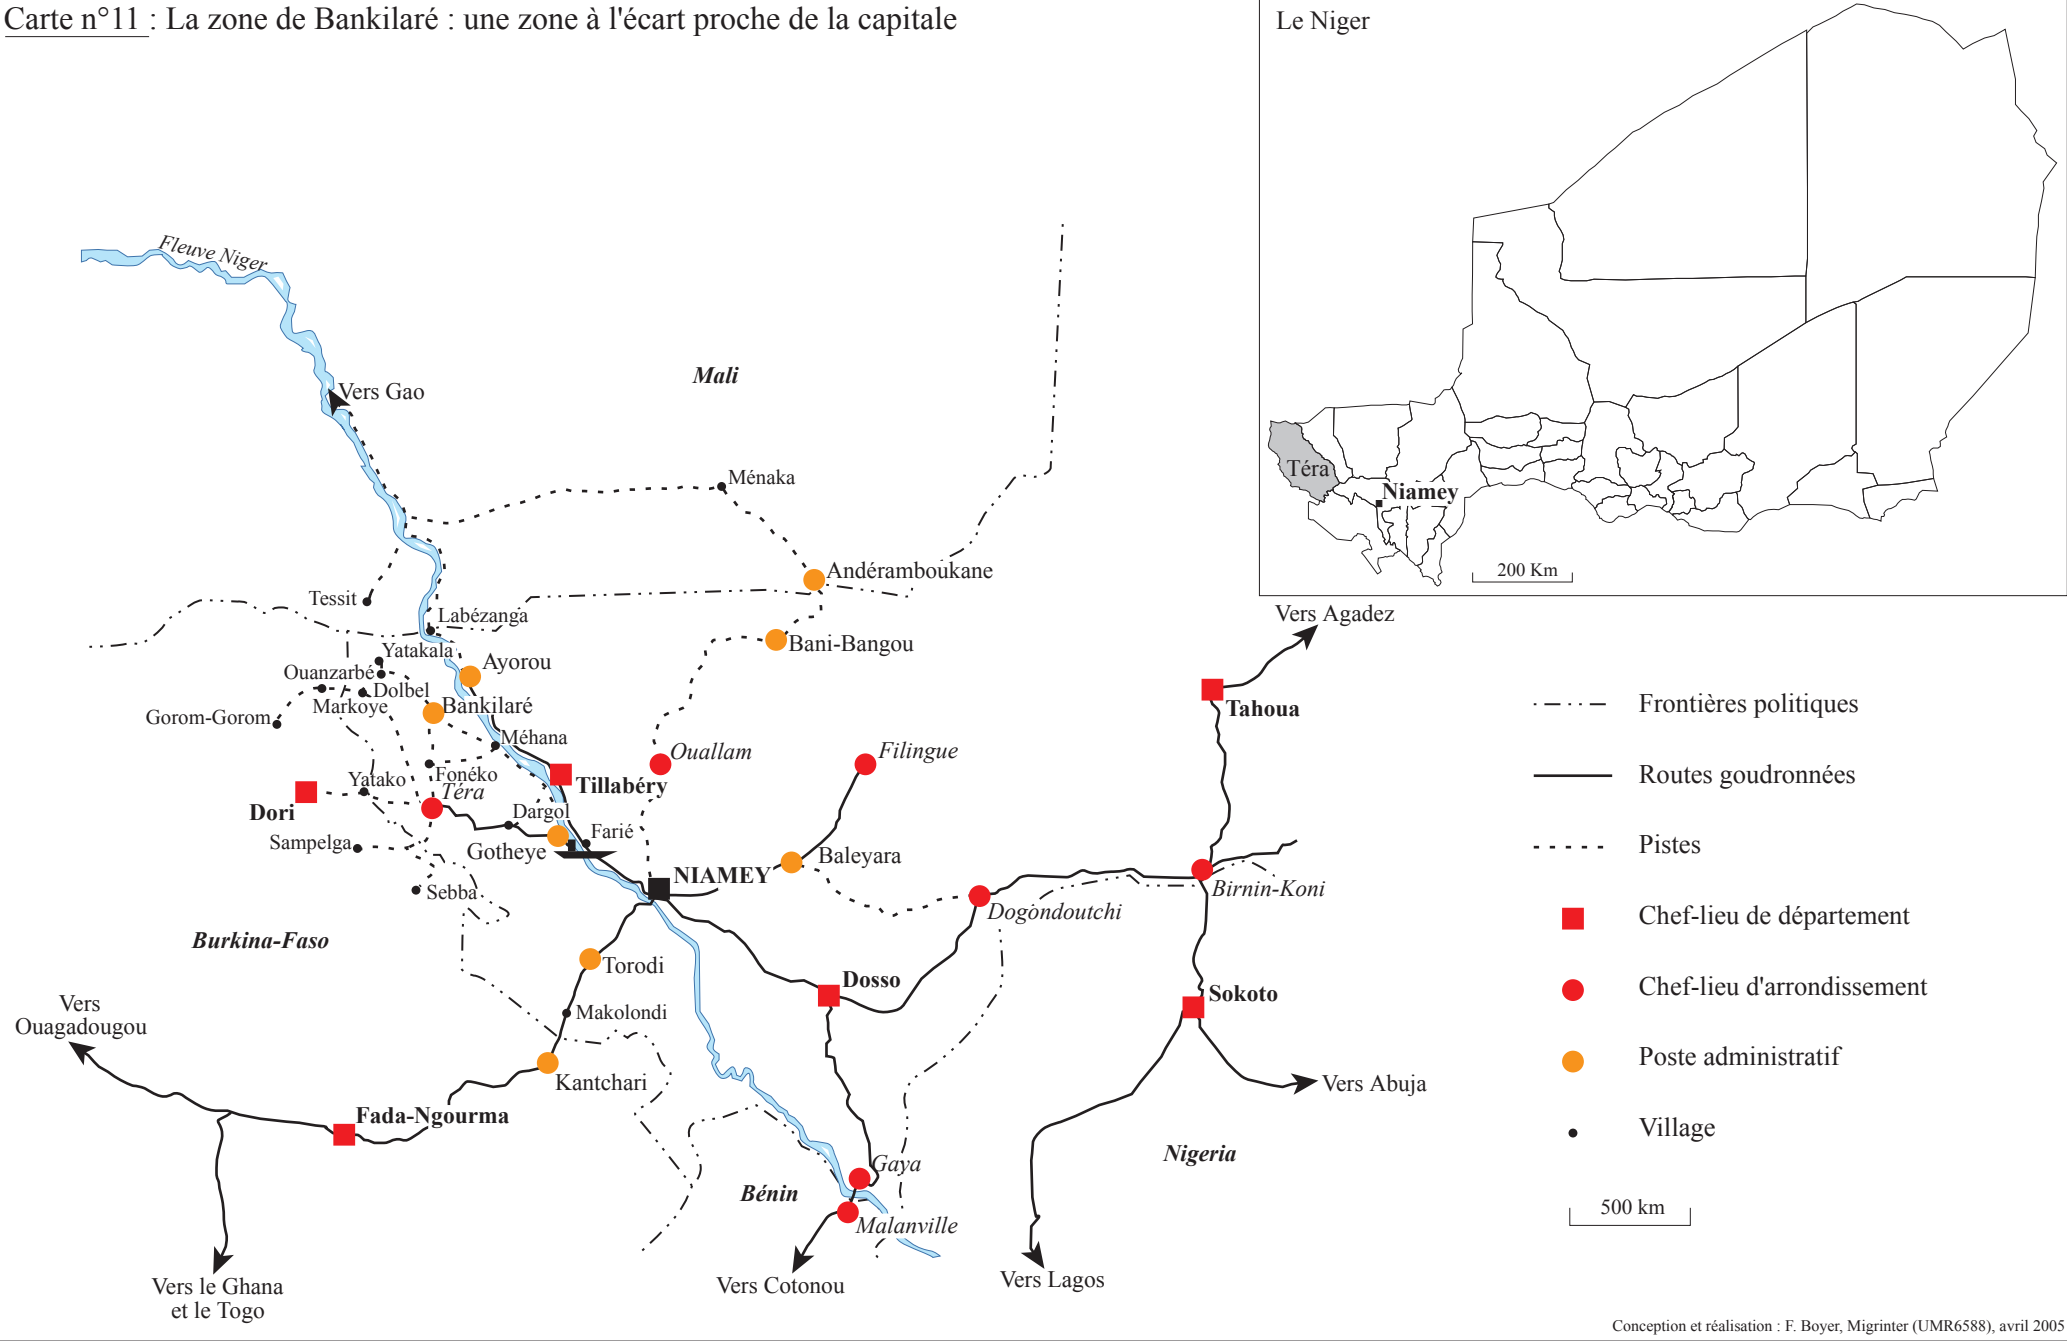 Carte n°11 : La zone de Bankilaré : une zone à l'écart proche de la capitale
Le Niger
Téra
Niamey
200 Km
Fleuve Niger
Vers Gao
Mali
Ménaka
Andéramboukane
Tessit
Labézanga
Yatakala
Ouanzarbé
Ayorou
Bani-Bangou
Dolbel
Markoye
Bankilaré
Gorom-Gorom
Méhana
Ouallam
Filingue
Fonéko
Yatako
Téra
Tillabéry
Dori
Dargol
Farié
Sampelga
Gotheye
Baleyara
NIAMEY
Sebba
Dogondoutchi
Birnin-Koni
Burkina-Faso
Torodi
Dosso
Sokoto
Makolondi
Vers
Ouagadougou
Kantchari
Fada-Ngourma
Vers Abuja
Nigeria
Gaya
Bénin
Malanville
Vers le Ghana
et le Togo
Vers Cotonou
Vers Lagos
Vers Agadez
Tahoua
Frontières politiques
Routes goudronnées
Pistes
Chef-lieu de département
Chef-lieu d'arrondissement
Poste administratif
Village
500 km
Conception et réalisation : F. Boyer, Migrinter (UMR6588), avril 2005